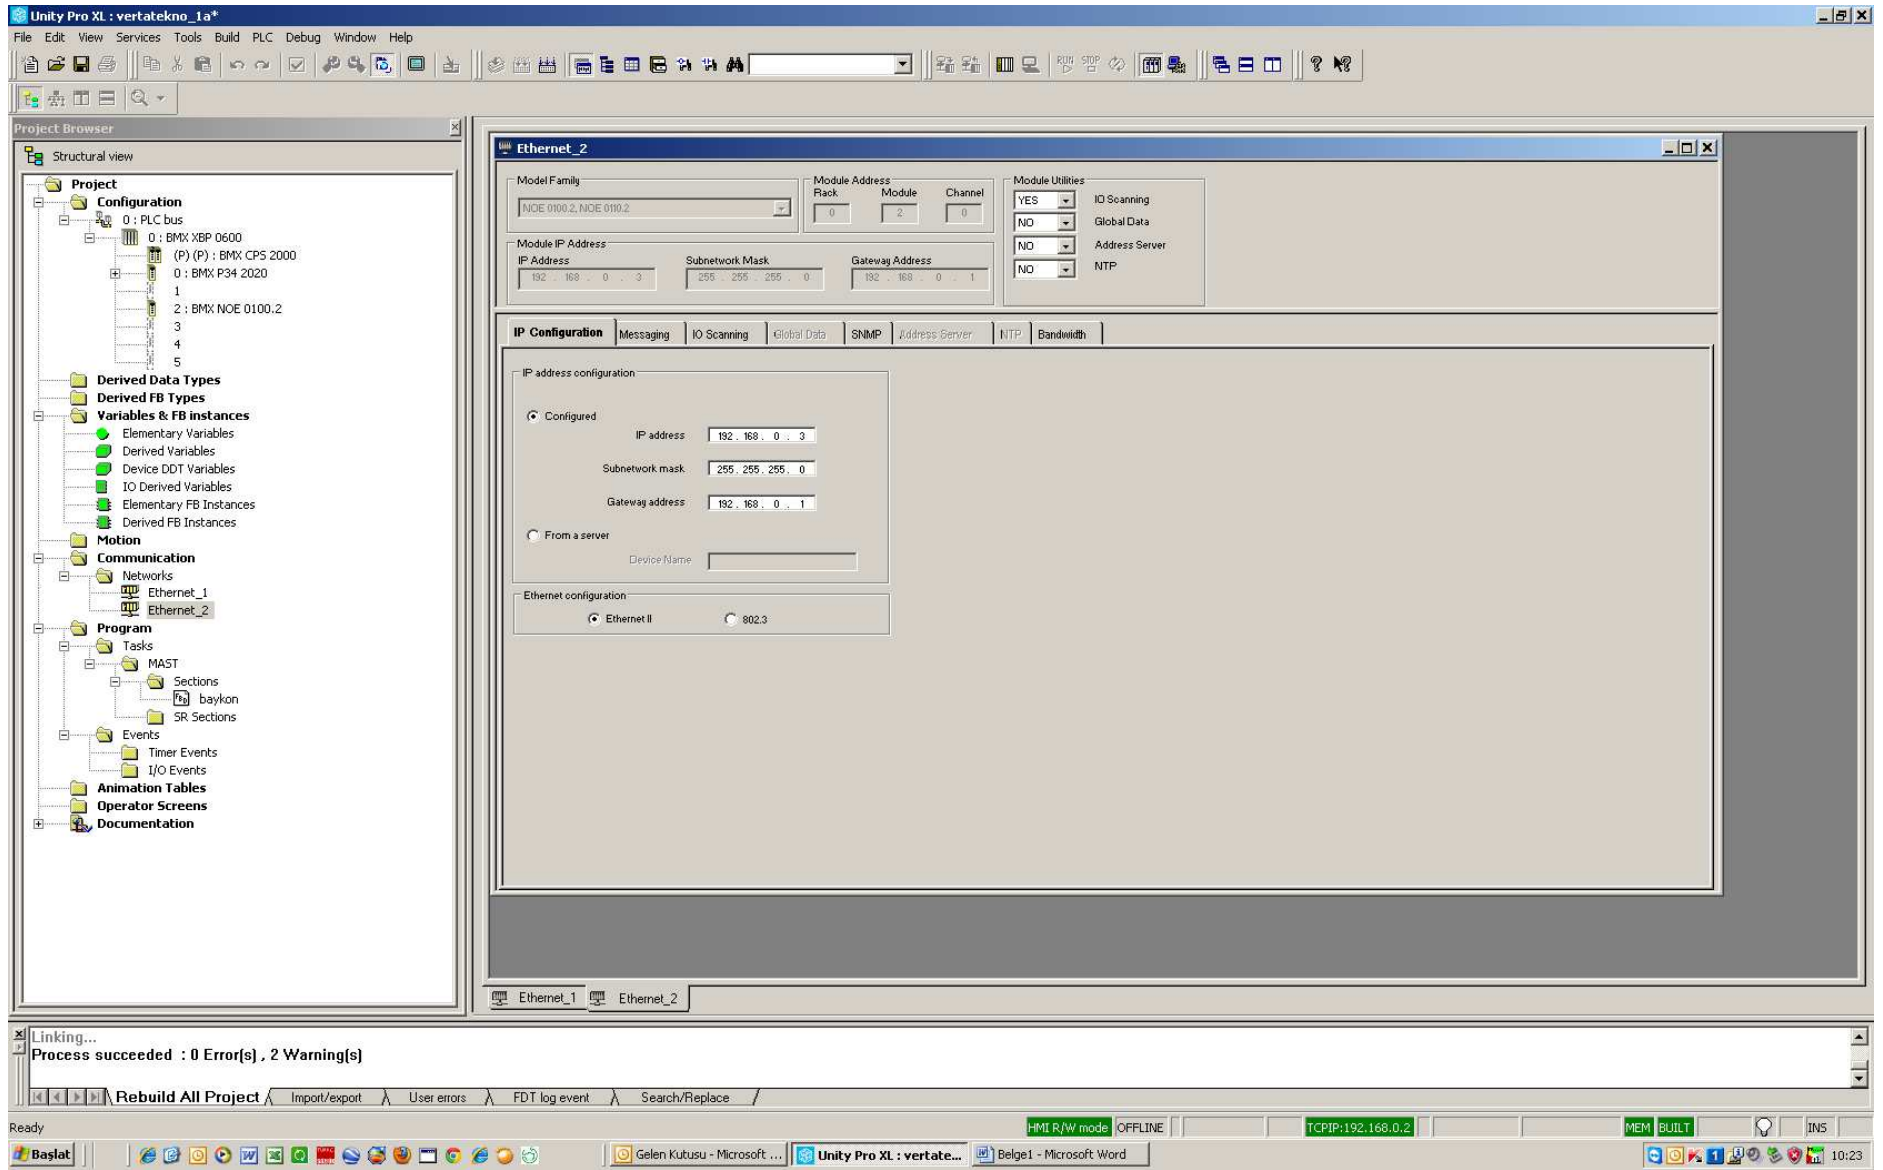 Unity Pro XL : vertatekno_1a*
File Edit View Services Tools Build PLC Debug Window Help
RUN STOP
Project Browser
Structural view
Project
Configuration
0 : PLC bus
0 : BMX XBP 0600
(P) (P) : BMX CPS 2000
0 : BMX P34 2020
1
2 : BMX NOE 0100.2
3
4
5
Derived Data Types
Derived FB Types
Variables & FB instances
Elementary Variables
Derived Variables
Device DDT Variables
IO Derived Variables
Elementary FB Instances
Derived FB Instances
Motion
Communication
Networks
Ethernet_1
Ethernet_2
Program
Tasks
MAST
Sections
baykon
SR Sections
Events
Timer Events
I/O Events
Animation Tables
Operator Screens
Documentation
Ethernet_2
Model Family
NOE 0100.2, NOE 0110.2
Module Address
Rack Module Channel
0 2 0
Module Utilities
YES IO Scanning
NO Global Data
NO Address Server
NO NTP
Module IP Address
IP Address Subnetwork Mask Gateway Address
192 . 168 . 0 . 3 255 . 255 . 255 . 0 192 . 168 . 0 . 1
IP Configuration Messaging IO Scanning Global Data SNMP Address Server NTP Bandwidth
IP address configuration
Configured
IP address 192 . 168 . 0 . 3
Subnetwork mask 255 . 255 . 255 . 0
Gateway address 192 . 168 . 0 . 1
From a server
Device Name
Ethernet configuration
Ethernet II 802.3
Ethernet_1 Ethernet_2
Linking...
Process succeeded : 0 Error(s) , 2 Warning(s)
Rebuild All Project Import/export User errors FDT log event Search/Replace
Ready HMI R/W mode OFFLINE TCPIP:192.168.0.2 MEM BUILT INS
Başlat Gelen Kutusu - Microsoft ... Unity Pro XL : vertate... Belge1 - Microsoft Word 10:23